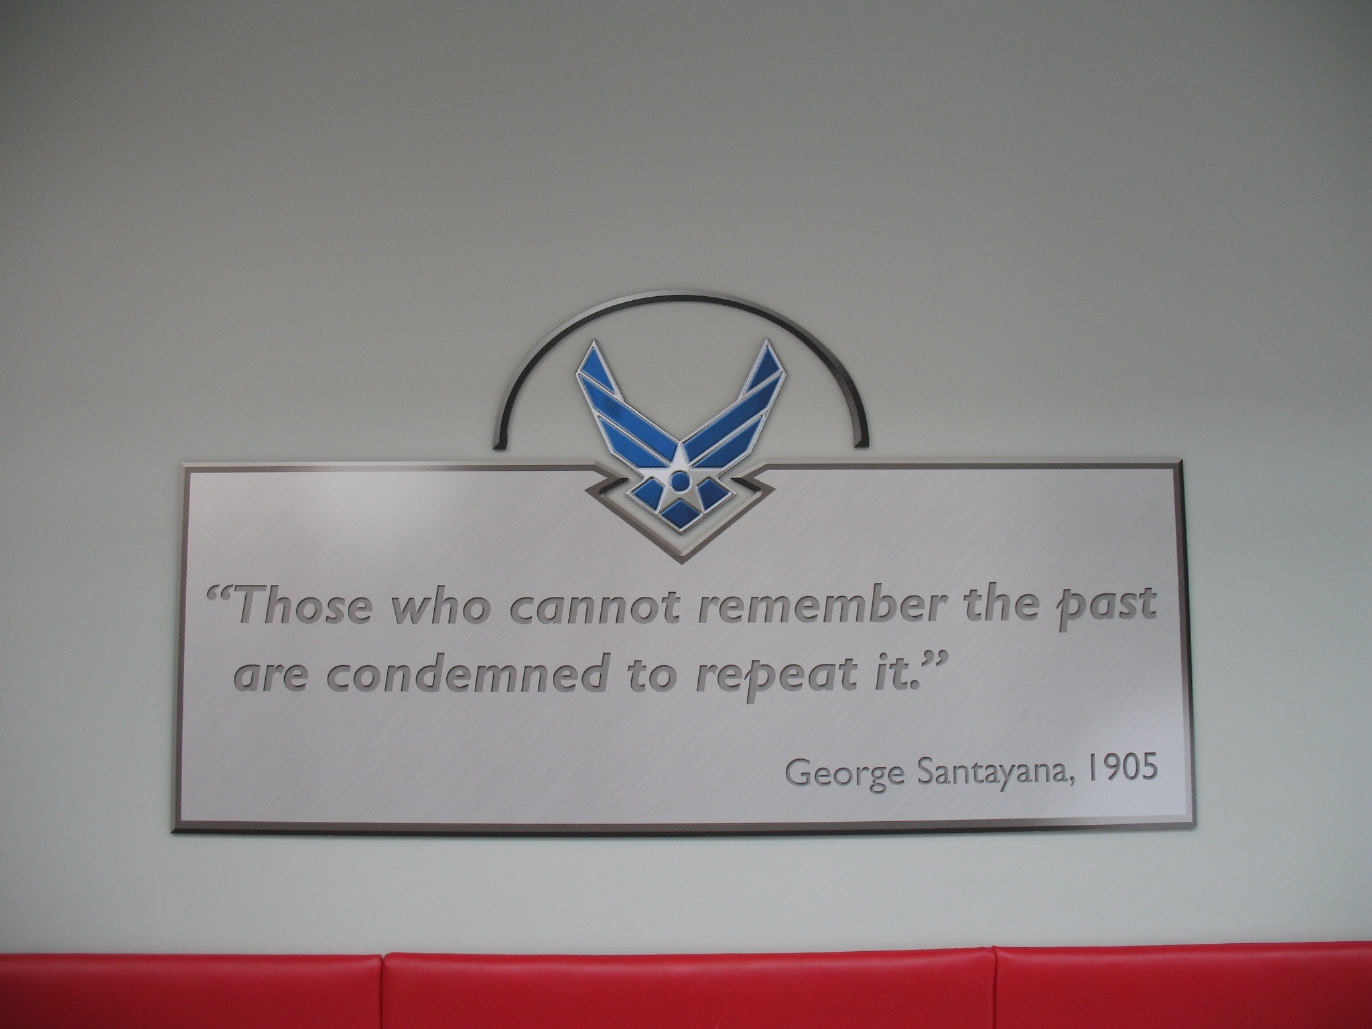 “Those who cannot remember the past
are condemned to repeat it.”
George Santayana, 1905